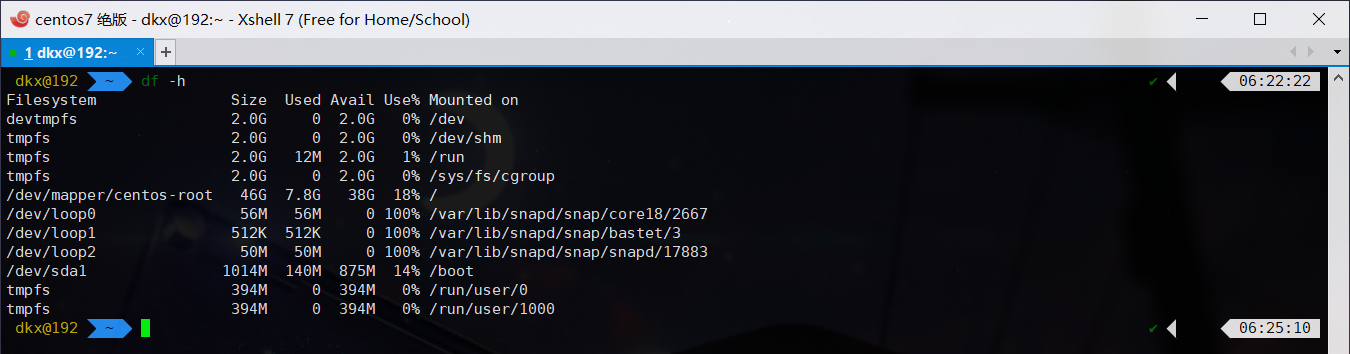 centos7 绝版 - dkx@192:~ - Xshell 7 (Free for Home/School)
1 dkx@192:~ × +
dkx@192 ~ df -h ✔ 06:22:22
Filesystem Size Used Avail Use% Mounted on
devtmpfs 2.0G 0 2.0G 0% /dev
tmpfs 2.0G 0 2.0G 0% /dev/shm
tmpfs 2.0G 12M 2.0G 1% /run
tmpfs 2.0G 0 2.0G 0% /sys/fs/cgroup
/dev/mapper/centos-root 46G 7.8G 38G 18% /
/dev/loop0 56M 56M 0 100% /var/lib/snapd/snap/core18/2667
/dev/loop1 512K 512K 0 100% /var/lib/snapd/snap/bastet/3
/dev/loop2 50M 50M 0 100% /var/lib/snapd/snap/snapd/17883
/dev/sda1 1014M 140M 875M 14% /boot
tmpfs 394M 0 394M 0% /run/user/0
tmpfs 394M 0 394M 0% /run/user/1000
dkx@192 ~ ✔ 06:25:10